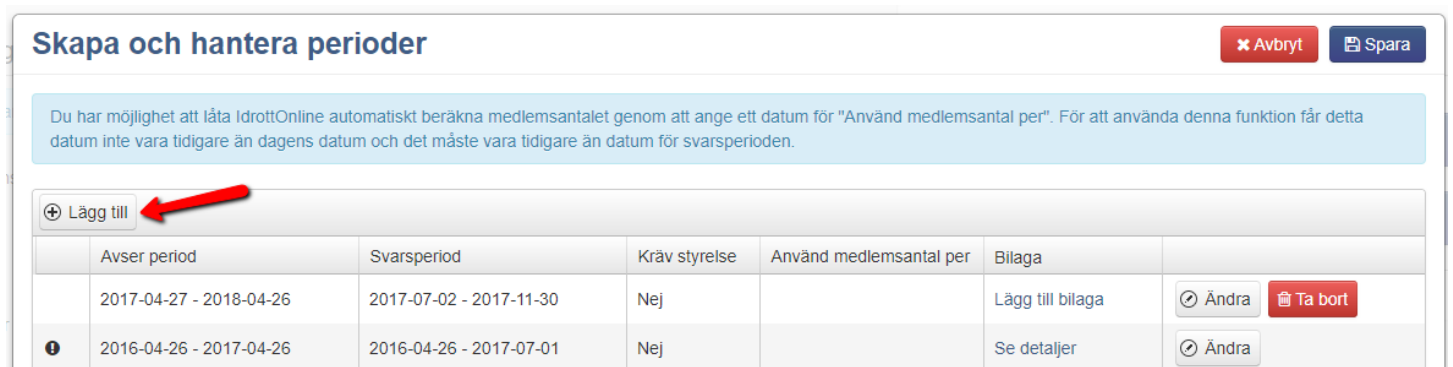 Skapa och hantera perioder
Avbryt
Spara
Du har möjlighet att låta IdrottOnline automatiskt beräkna medlemsantalet genom att ange ett datum för "Använd medlemsantal per". För att använda denna funktion får detta
datum inte vara tidigare än dagens datum och det måste vara tidigare än datum för svarsperioden.
Lägg till
Avser period Svarsperiod Kräv styrelse Använd medlemsantal per Bilaga
2017-04-27 - 2018-04-26 2017-07-02 - 2017-11-30 Nej Lägg till bilaga Ändra Ta bort
2016-04-26 - 2017-04-26 2016-04-26 - 2017-07-01 Nej Se detaljer Ändra